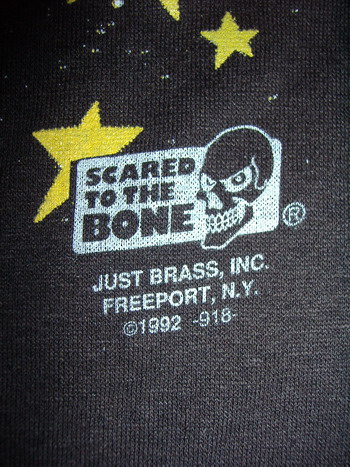 SCARED
TO THE
BONE
®
JUST BRASS, INC.
FREEPORT, N.Y.
©1992 -918-